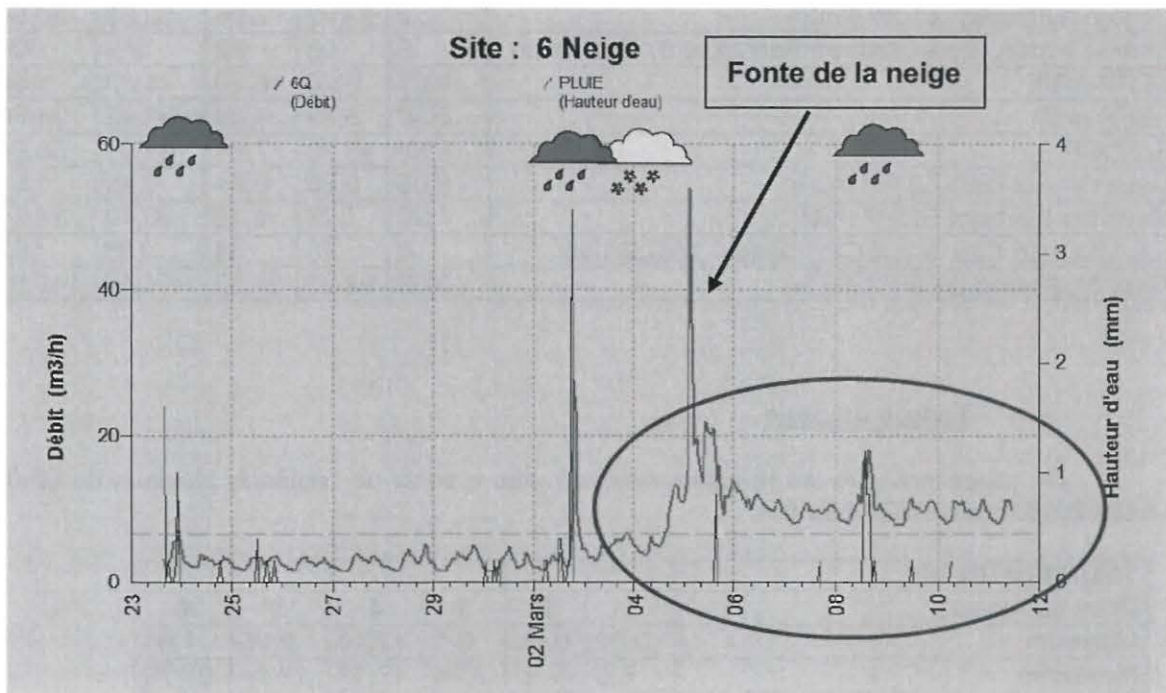 Site : 6 Neige
Fonte de la neige
6Q
(Débit)
PLUIE
(Hauteur d'eau)
60
40
20
0
Débit (m3/h)
4
3
2
1
0
Hauteur d'eau (mm)
23
25
27
29
02 Mars
04
06
08
10
12